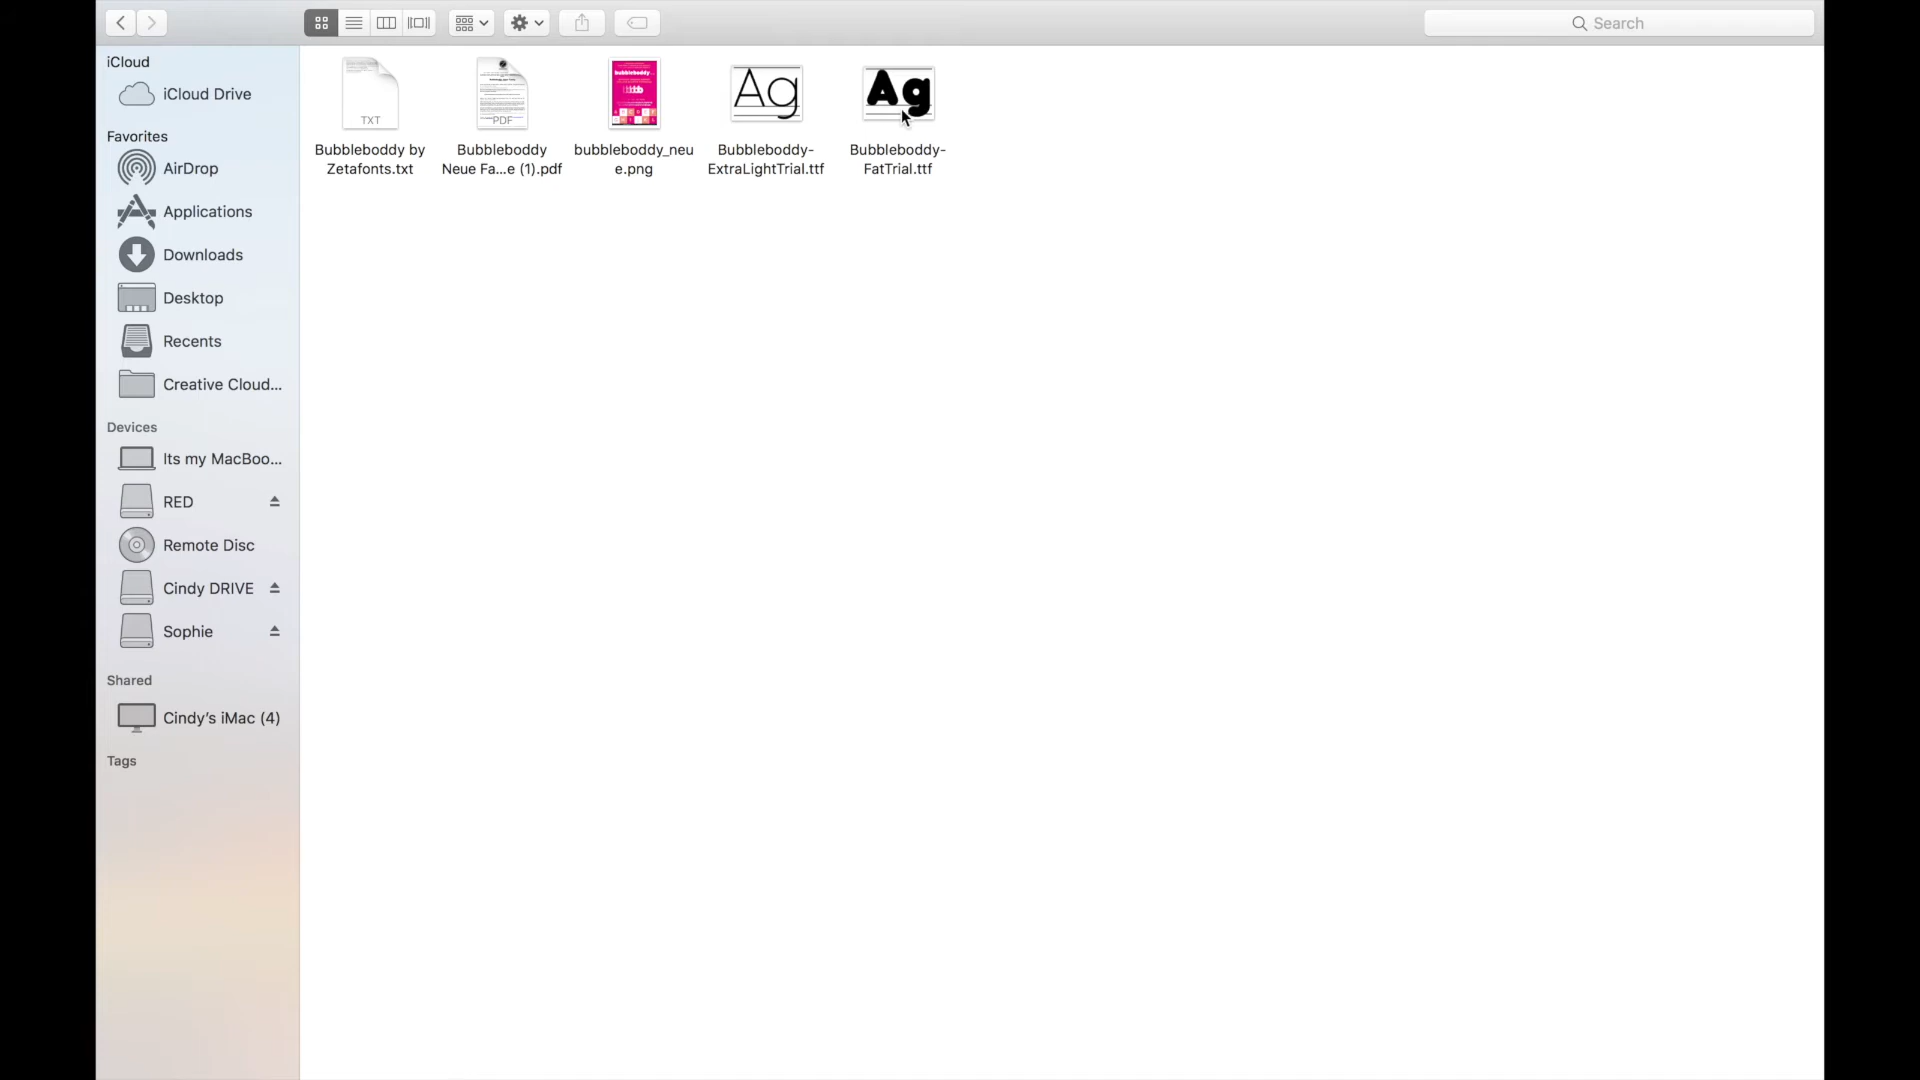 Search
iCloud
iCloud Drive
Favorites
AirDrop
Applications
Downloads
Desktop
Recents
Creative Cloud...
Devices
Its my MacBoo...
RED
Remote Disc
Cindy DRIVE
Sophie
Shared
Cindy's iMac (4)
Tags
TXT
Bubbleboddy by
Zetafonts.txt
PDF
Bubbleboddy
Neue Fa...e (1).pdf
bubbleboddy
bubbleboddy_neu
e.png
Ag
Bubbleboddy-
ExtraLightTrial.ttf
Ag
Bubbleboddy-
FatTrial.ttf